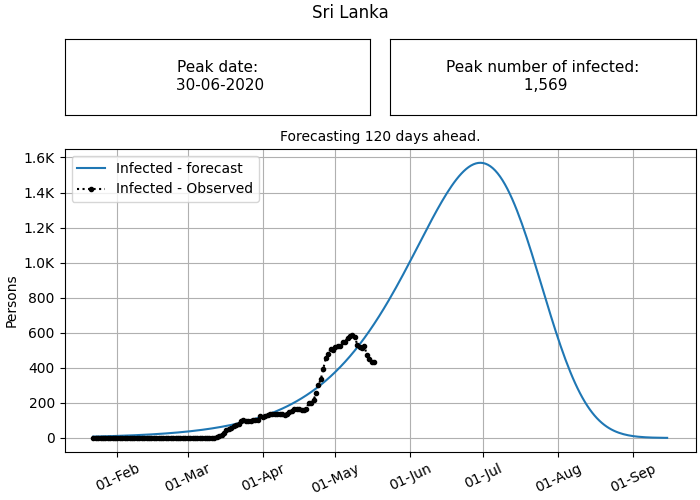 Sri Lanka
Peak date:
30-06-2020
Peak number of infected:
1,569
Forecasting 120 days ahead.
Infected - forecast
Infected - Observed
Persons
1.6K
1.4K
1.2K
1.0K
800
600
400
200
0
01-Feb
01-Mar
01-Apr
01-May
01-Jun
01-Jul
01-Aug
01-Sep